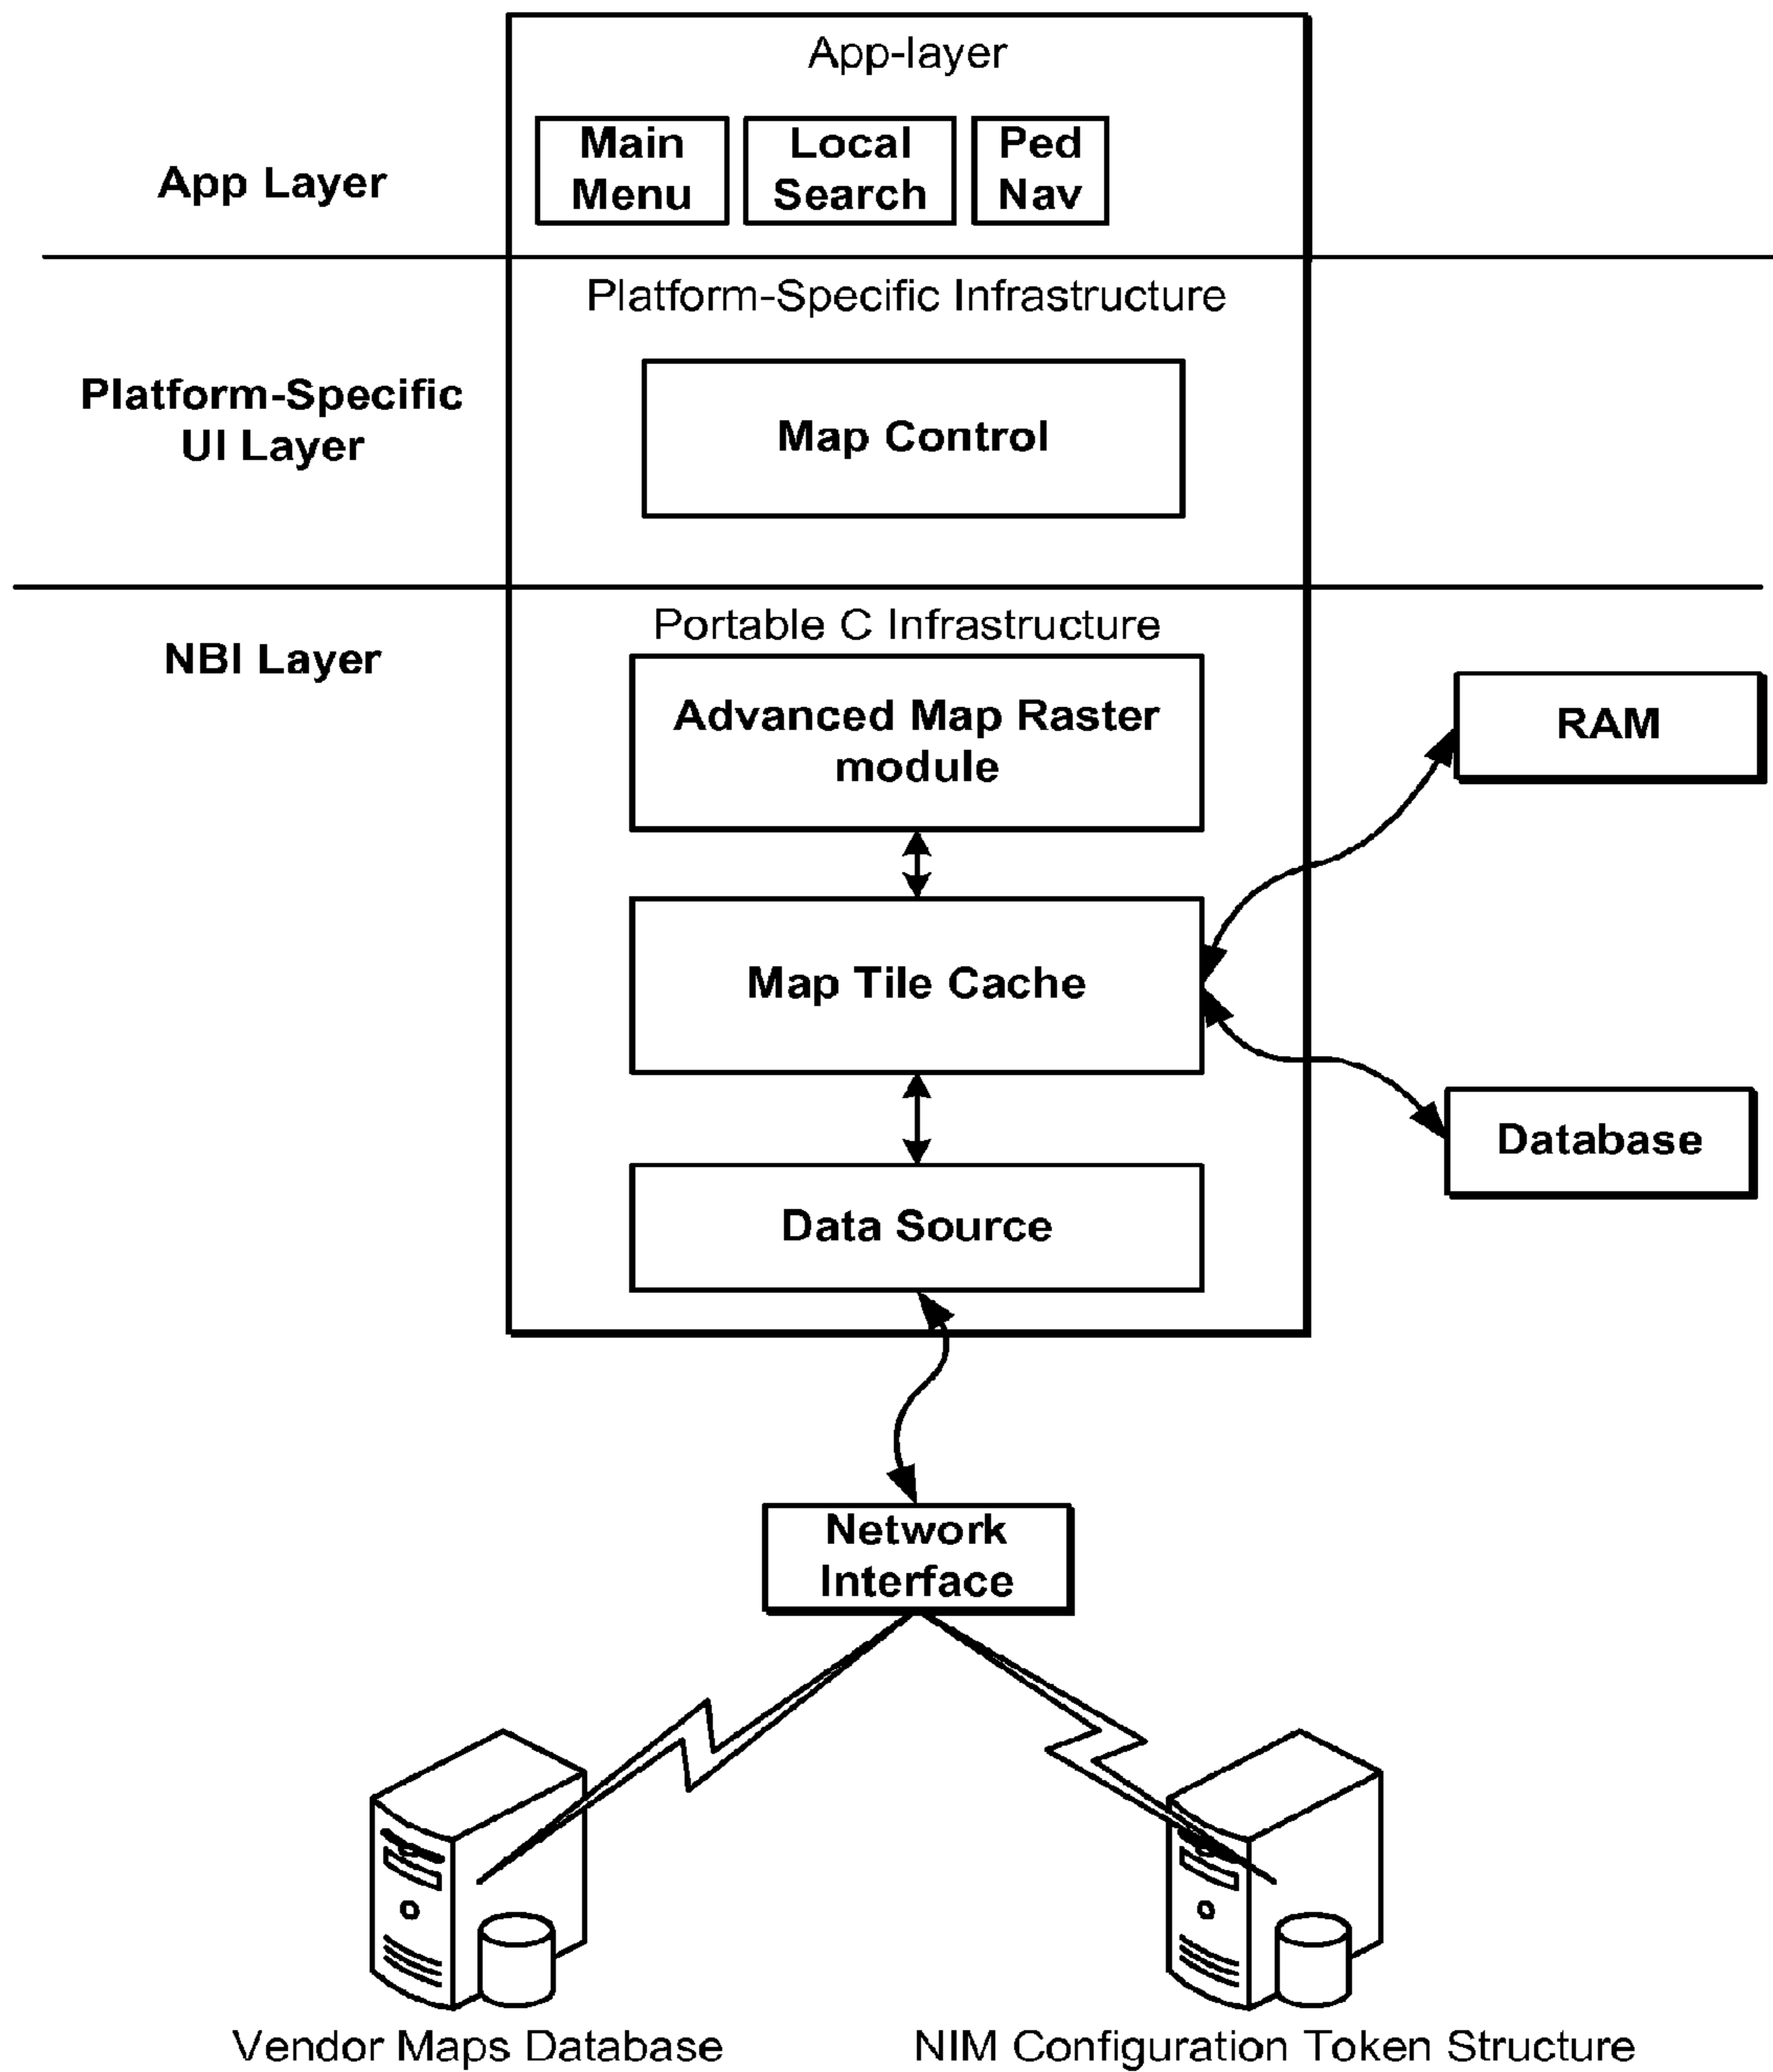 App-layer
Main
Menu
Local
Search
Ped
Nav
App Layer
Platform-Specific Infrastructure
Platform-Specific
UI Layer
Map Control
Portable C Infrastructure
NBI Layer
Advanced Map Raster
module
RAM
Map Tile Cache
Database
Data Source
Network
Interface
Vendor Maps Database
NIM Configuration Token Structure